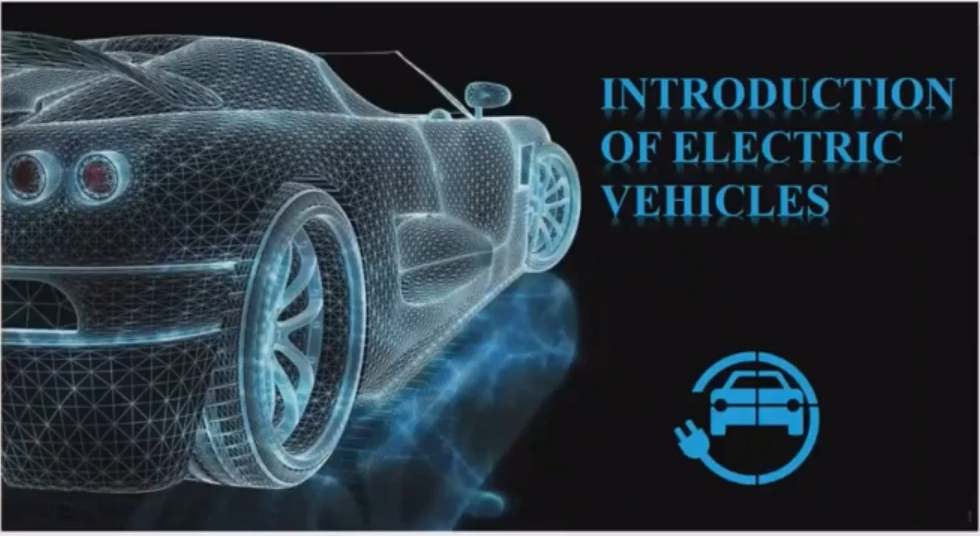 INTRODUCTION
OF ELECTRIC
VEHICLES